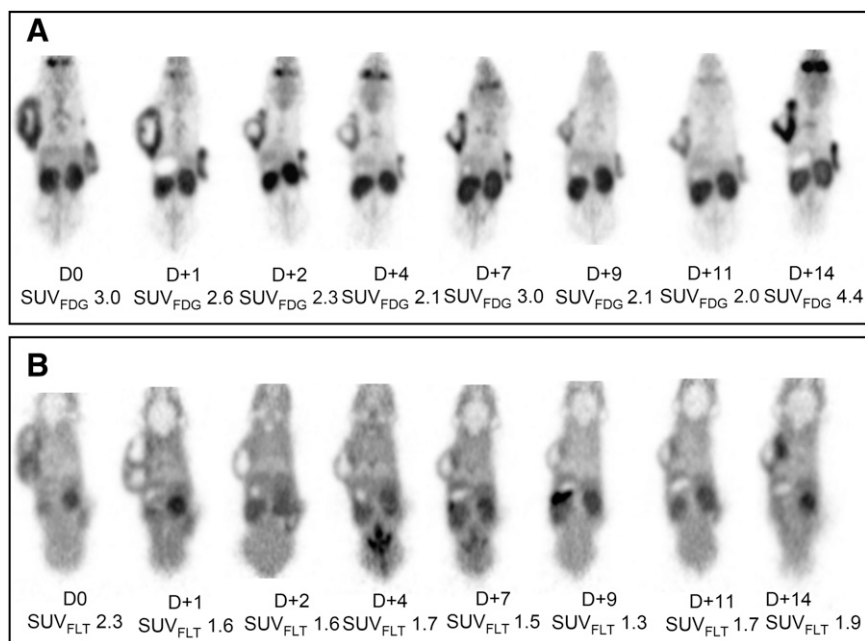 A
D0 D+1 D+2 D+4 D+7 D+9 D+11 D+14
SUVFDG 3.0 SUVFDG 2.6 SUVFDG 2.3 SUVFDG 2.1 SUVFDG 3.0 SUVFDG 2.1 SUVFDG 2.0 SUVFDG 4.4
B
D0 D+1 D+2 D+4 D+7 D+9 D+11 D+14
SUVFLT 2.3 SUVFLT 1.6 SUVFLT 1.6 SUVFLT 1.7 SUVFLT 1.5 SUVFLT 1.3 SUVFLT 1.7 SUVFLT 1.9